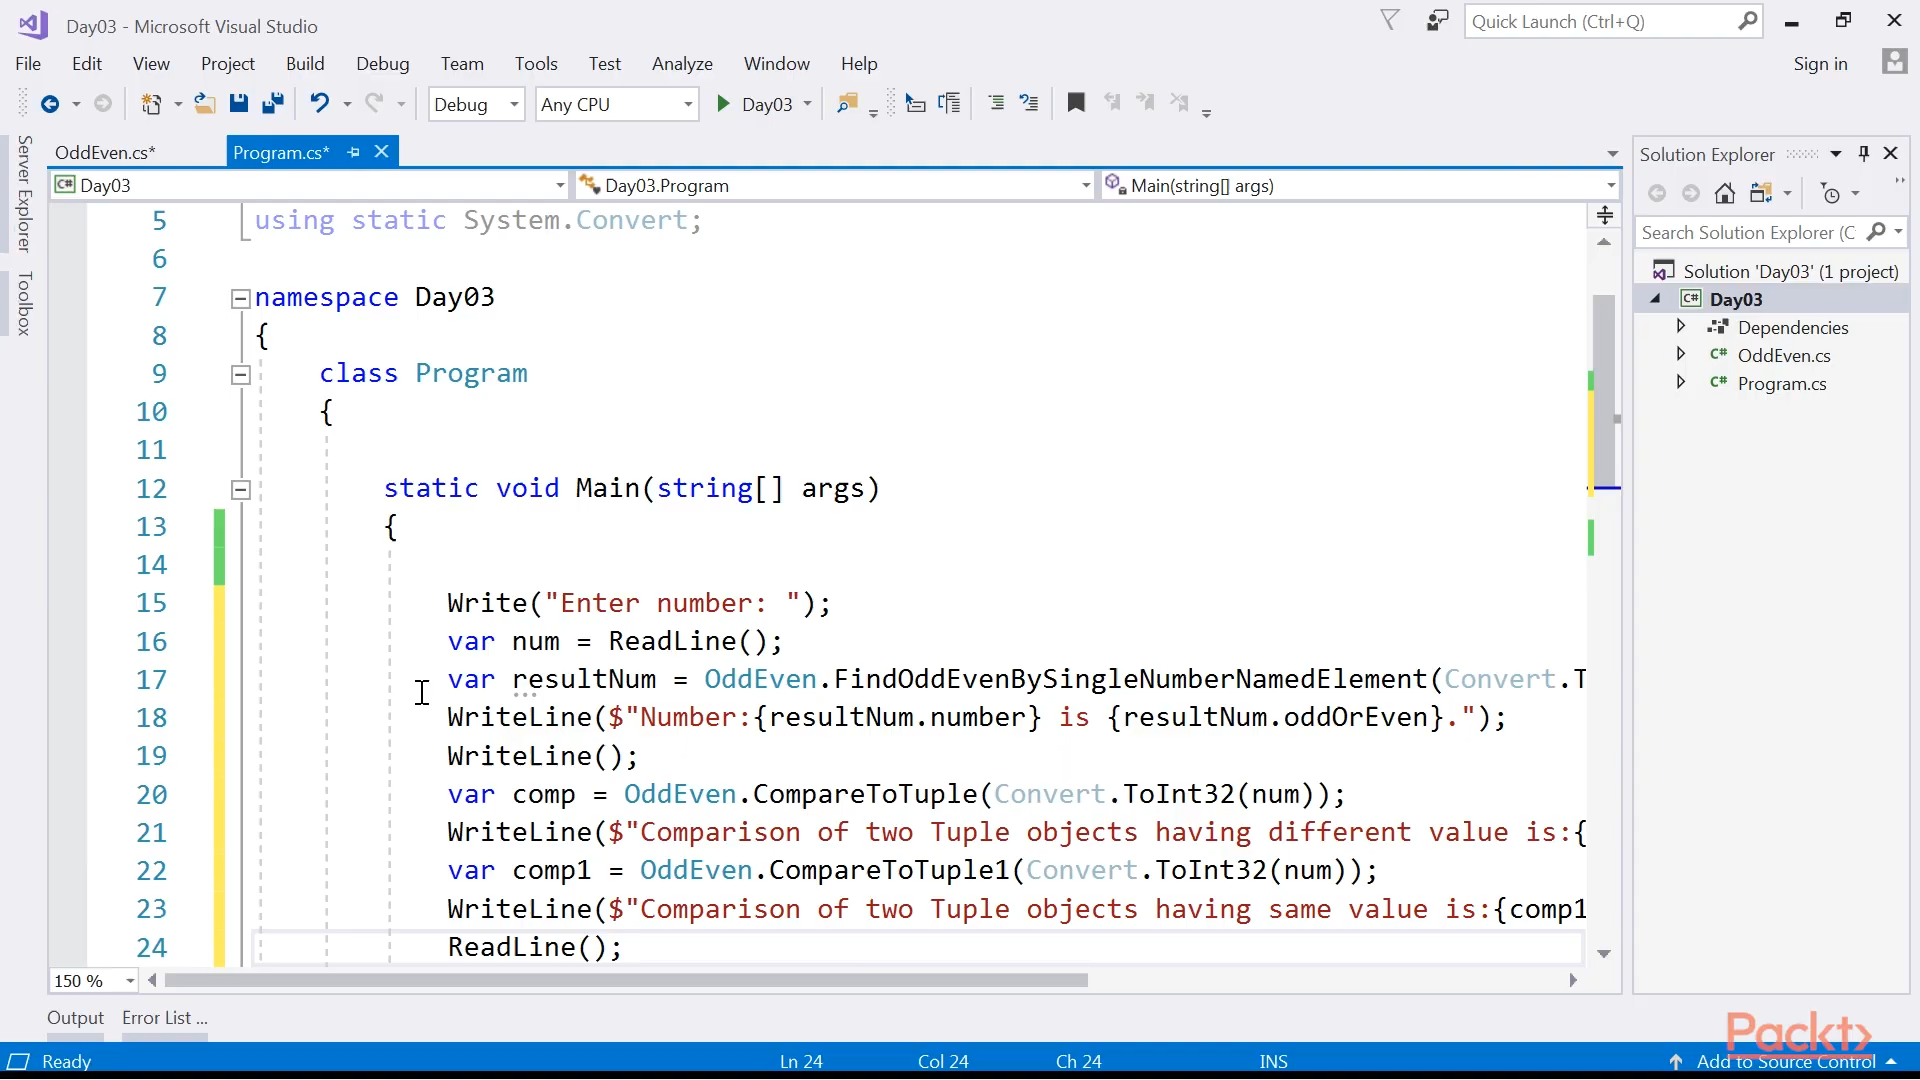 Day03 - Microsoft Visual Studio
Quick Launch (Ctrl+Q)
File Edit View Project Build Debug Team Tools Test Analyze Window Help
Sign in
Debug Any CPU Day03
Server Explorer
Toolbox
OddEven.cs* Program.cs*
C# Day03 Day03.Program Main(string[] args)
5 using static System.Convert;
6
7 namespace Day03
8 {
9 class Program
10 {
11
12 static void Main(string[] args)
13 {
14
15 Write("Enter number: ");
16 var num = ReadLine();
17 var resultNum = OddEven.FindOddEvenBySingleNumberNamedElement(Convert.T
18 WriteLine($"Number:{resultNum.number} is {resultNum.oddOrEven}.");
19 WriteLine();
20 var comp = OddEven.CompareToTuple(Convert.ToInt32(num));
21 WriteLine($"Comparison of two Tuple objects having different value is:{
22 var comp1 = OddEven.CompareToTuple1(Convert.ToInt32(num));
23 WriteLine($"Comparison of two Tuple objects having same value is:{comp1
24 ReadLine();
150 %
Solution Explorer
Search Solution Explorer (C
Solution 'Day03' (1 project)
C# Day03
Dependencies
C# OddEven.cs
C# Program.cs
Output Error List ...
Packt>
Ready Ln 24 Col 24 Ch 24 INS Add to Source Control